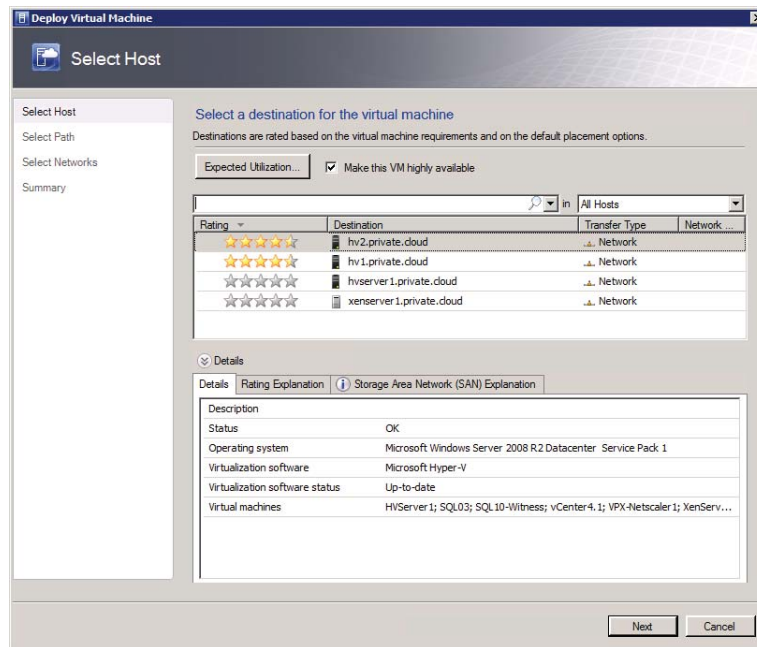 Deploy Virtual Machine
Select Host
Select Host
Select Path
Select Networks
Summary
Select a destination for the virtual machine
Destinations are rated based on the virtual machine requirements and on the default placement options.
Expected Utilization... Make this VM highly available
in All Hosts
Rating Destination Transfer Type Network ...
hv2.private.cloud Network
hv1.private.cloud Network
hvserver1.private.cloud Network
xenserver1.private.cloud Network
Details
Details Rating Explanation Storage Area Network (SAN) Explanation
Description
Status OK
Operating system Microsoft Windows Server 2008 R2 Datacenter Service Pack 1
Virtualization software Microsoft Hyper-V
Virtualization software status Up-to-date
Virtual machines HVServer1; SQL03; SQL10-Witness; vCenter4.1; VPX-Netscaler1; XenServ...
Next Cancel